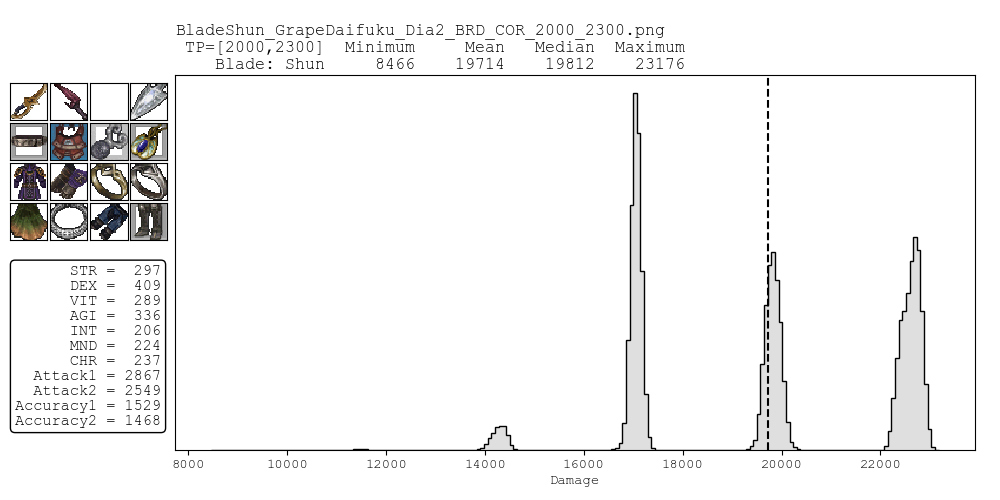 BladeShun_GrapeDaifuku_Dia2_BRD_COR_2000_2300.png
TP=[2000,2300] Minimum Mean Median Maximum
Blade: Shun 8466 19714 19812 23176
STR = 297
DEX = 409
VIT = 289
AGI = 336
INT = 206
MND = 224
CHR = 237
Attack1 = 2867
Attack2 = 2549
Accuracy1 = 1529
Accuracy2 = 1468
8000 10000 12000 14000 16000 18000 20000 22000
Damage